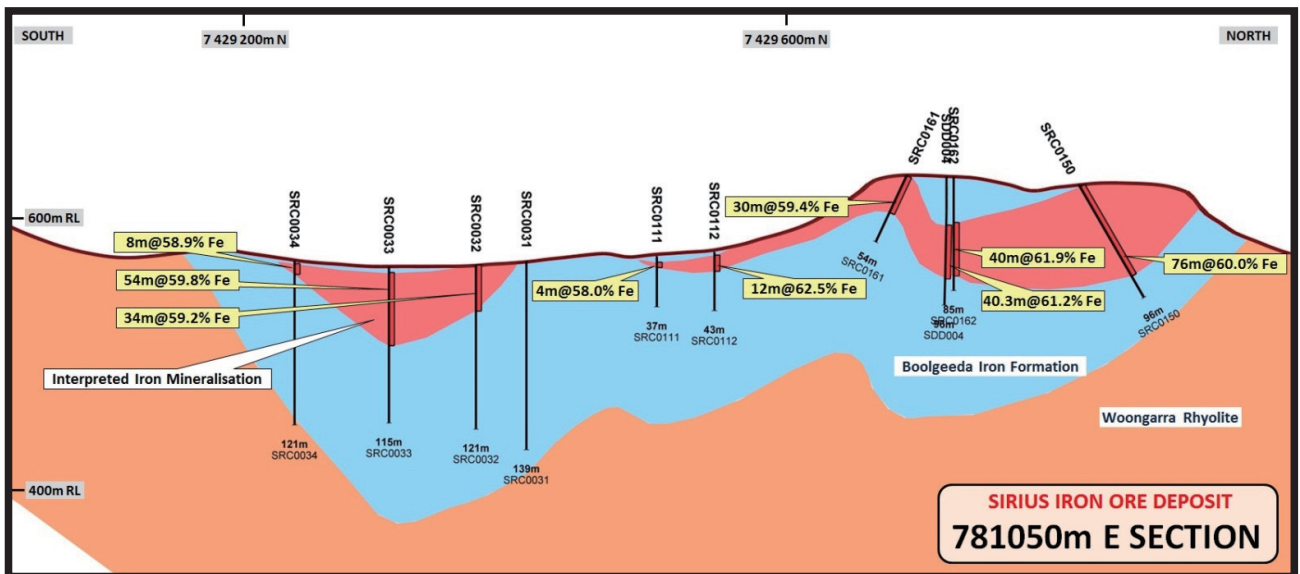 SOUTH
7 429 200m N
7 429 600m N
NORTH
SRC0034
SRC0033
SRC0032
SRC0031
SRC0111
SRC0112
SRC0161
SDD004
SRC0162
SRC0150
600m RL
8m@58.9% Fe
54m@59.8% Fe
34m@59.2% Fe
4m@58.0% Fe
12m@62.5% Fe
30m@59.4% Fe
40m@61.9% Fe
40.3m@61.2% Fe
76m@60.0% Fe
Interpreted Iron Mineralisation
54m
SRC0161
37m
SRC0111
43m
SRC0112
85m
SRC0162
96m
SDD004
96m
SRC0150
Boolgeeda Iron Formation
Woongarra Rhyolite
121m
SRC0034
115m
SRC0033
121m
SRC0032
139m
SRC0031
400m RL
SIRIUS IRON ORE DEPOSIT
781050m E SECTION